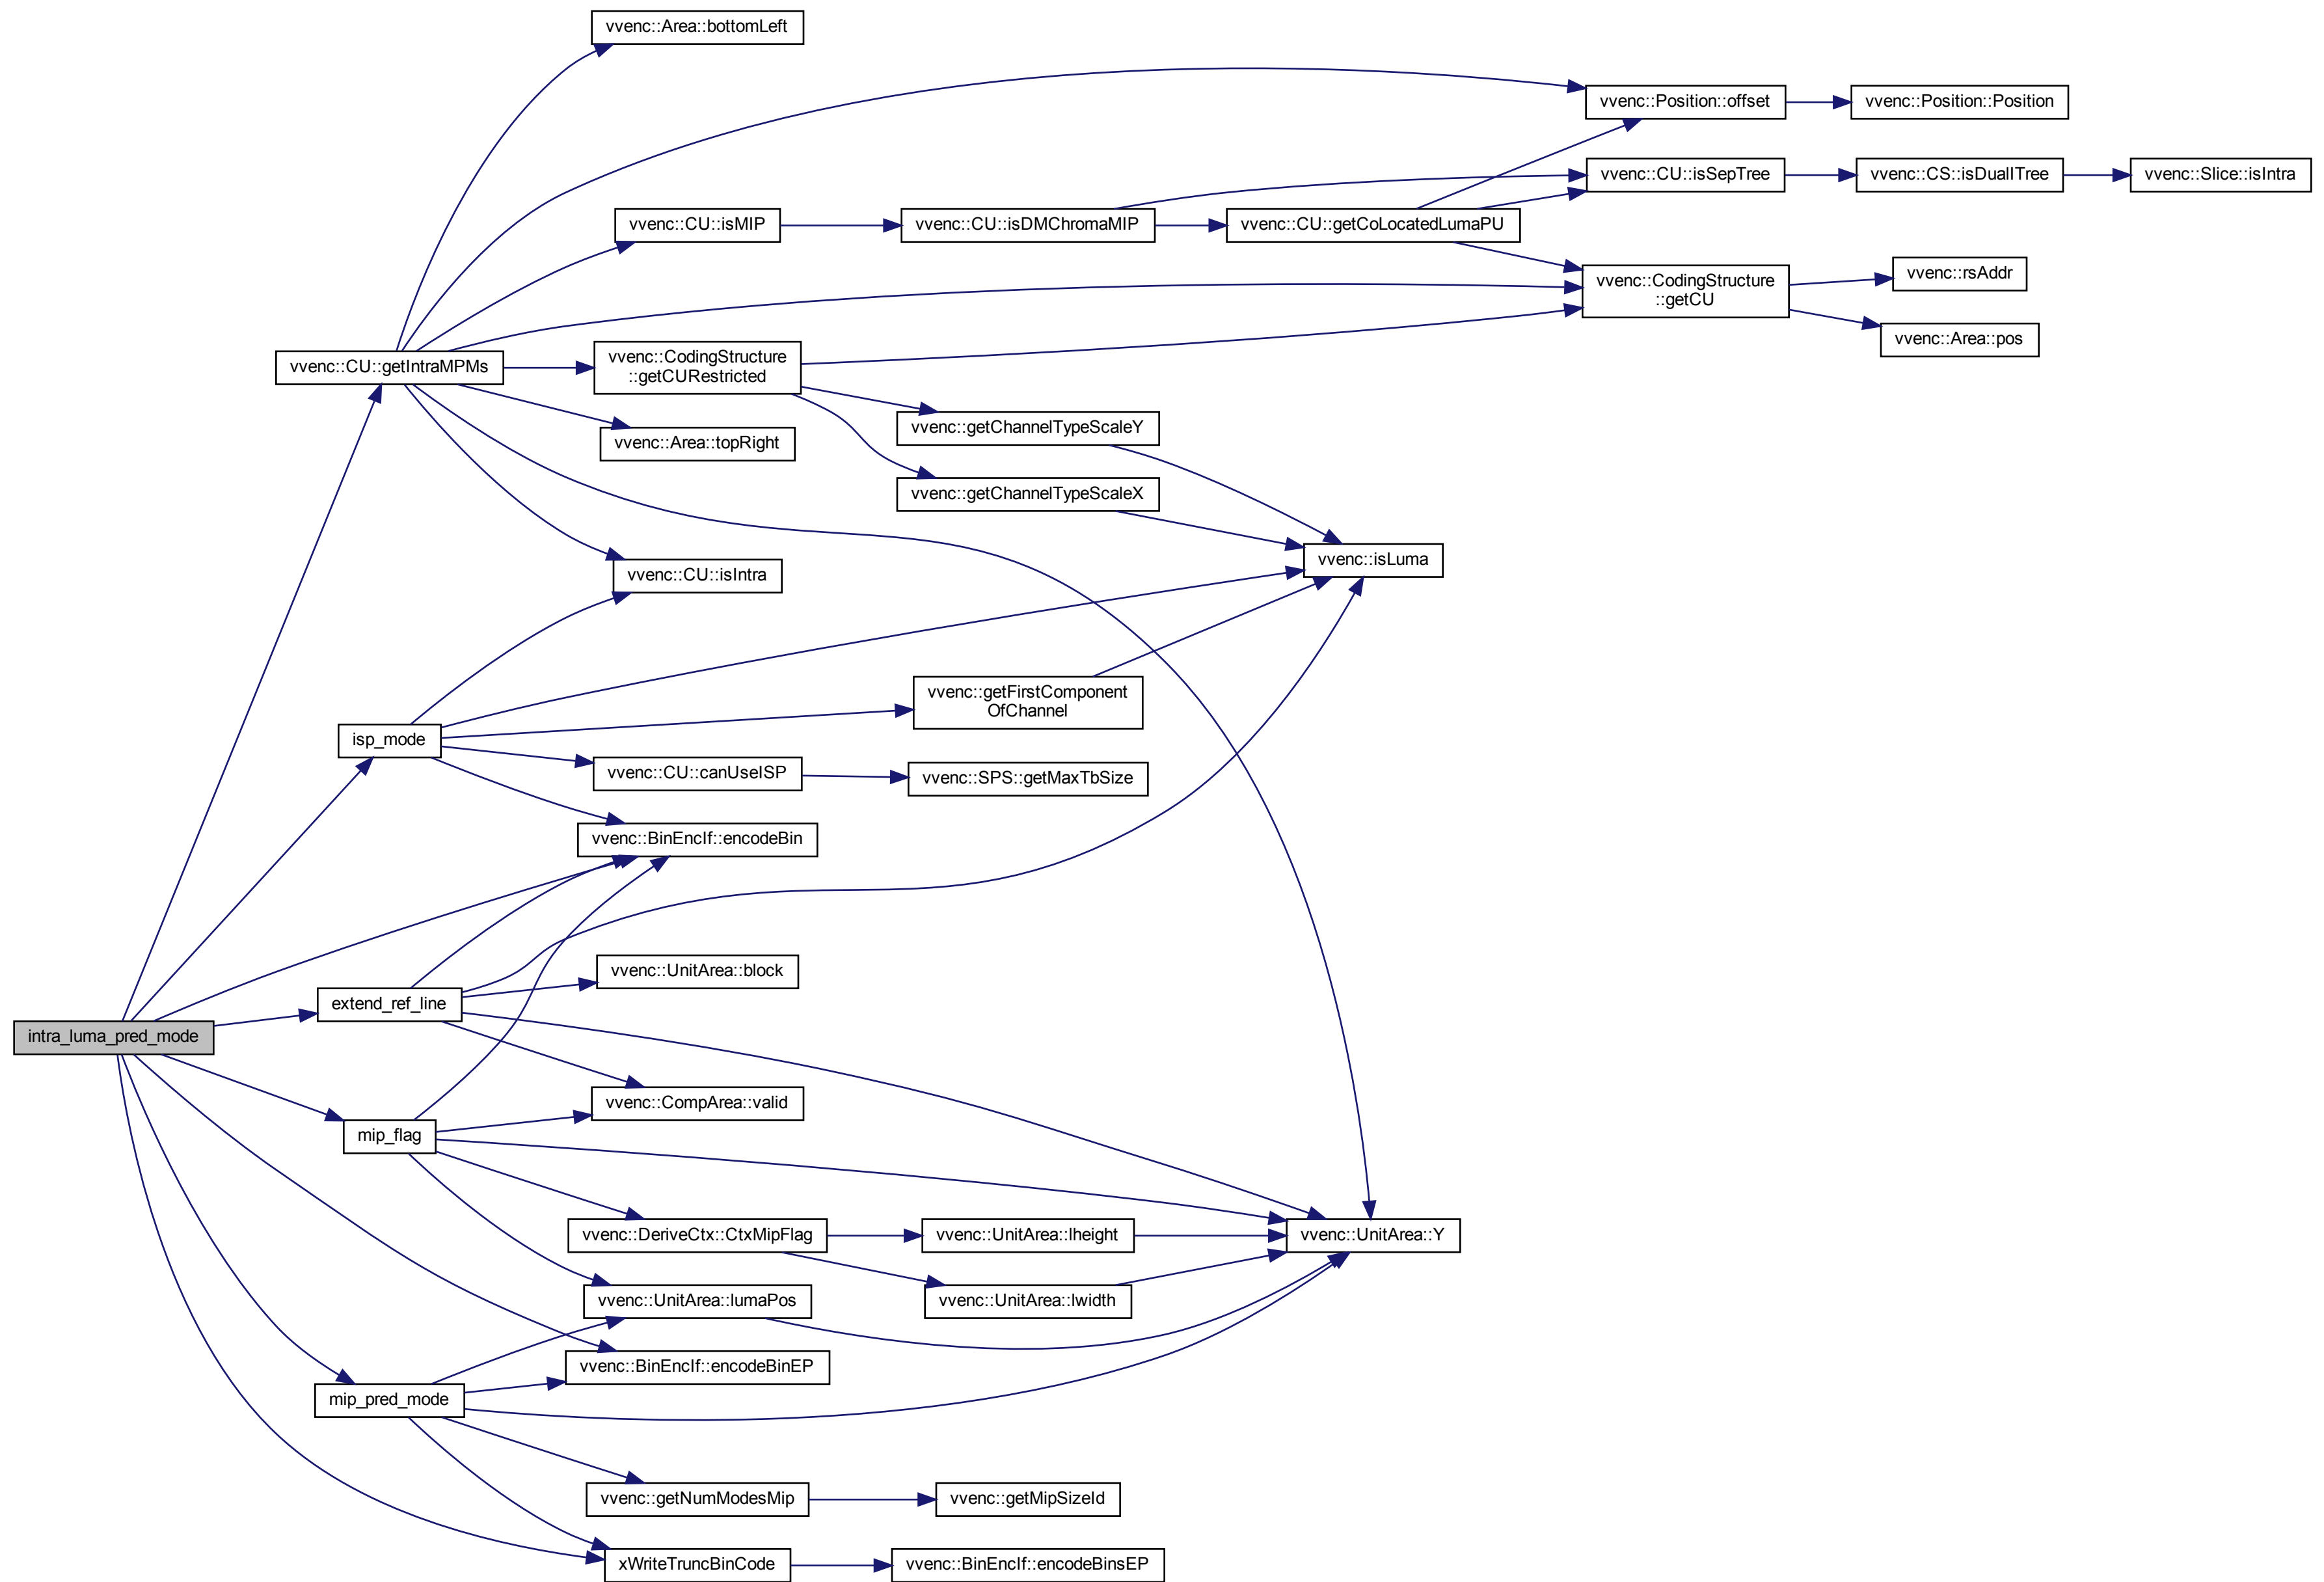 vvenc::Area::bottomLeft
vvenc::Position::offset
vvenc::Position::Position
vvenc::CU::isSepTree
vvenc::CS::isDualITree
vvenc::Slice::isIntra
vvenc::CU::isMIP
vvenc::CU::isDMChromaMIP
vvenc::CU::getCoLocatedLumaPU
vvenc::CodingStructure
::getCU
vvenc::rsAddr
vvenc::Area::pos
vvenc::CU::getIntraMPMs
vvenc::CodingStructure
::getCURestricted
vvenc::getChannelTypeScaleY
vvenc::Area::topRight
vvenc::getChannelTypeScaleX
vvenc::isLuma
vvenc::CU::isIntra
vvenc::getFirstComponent
OfChannel
isp_mode
vvenc::CU::canUseISP
vvenc::SPS::getMaxTbSize
vvenc::BinEncIf::encodeBin
vvenc::UnitArea::block
extend_ref_line
intra_luma_pred_mode
vvenc::CompArea::valid
mip_flag
vvenc::DeriveCtx::CtxMipFlag
vvenc::UnitArea::lheight
vvenc::UnitArea::Y
vvenc::UnitArea::lumaPos
vvenc::UnitArea::lwidth
vvenc::BinEncIf::encodeBinEP
mip_pred_mode
vvenc::getNumModesMip
vvenc::getMipSizeId
xWriteTruncBinCode
vvenc::BinEncIf::encodeBinsEP